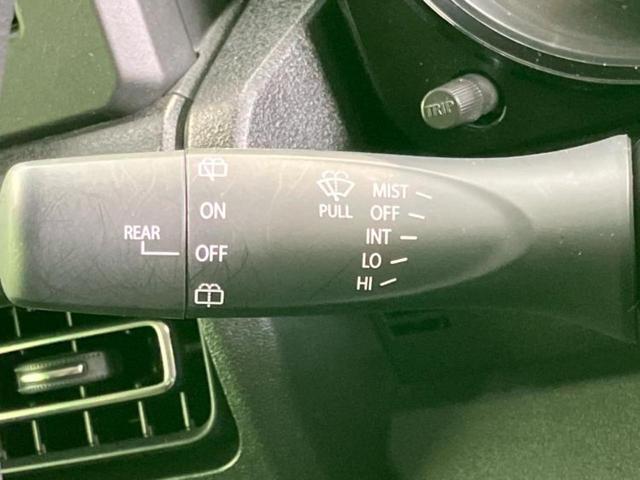 TRIP
MIST
PULL
OFF
INT
LO
HI
ON
REAR
OFF